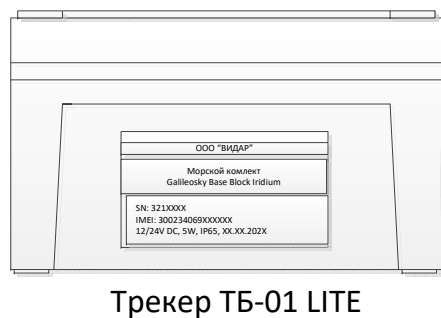 ООО "ВИДАР"
Морской комлект
Galileosky Base Block Iridium
SN: 321XXXX
IMEI: 300234069XXXXXX
12/24V DC, 5W, IP65, XX.XX.202X
Трекер ТБ-01 LITE